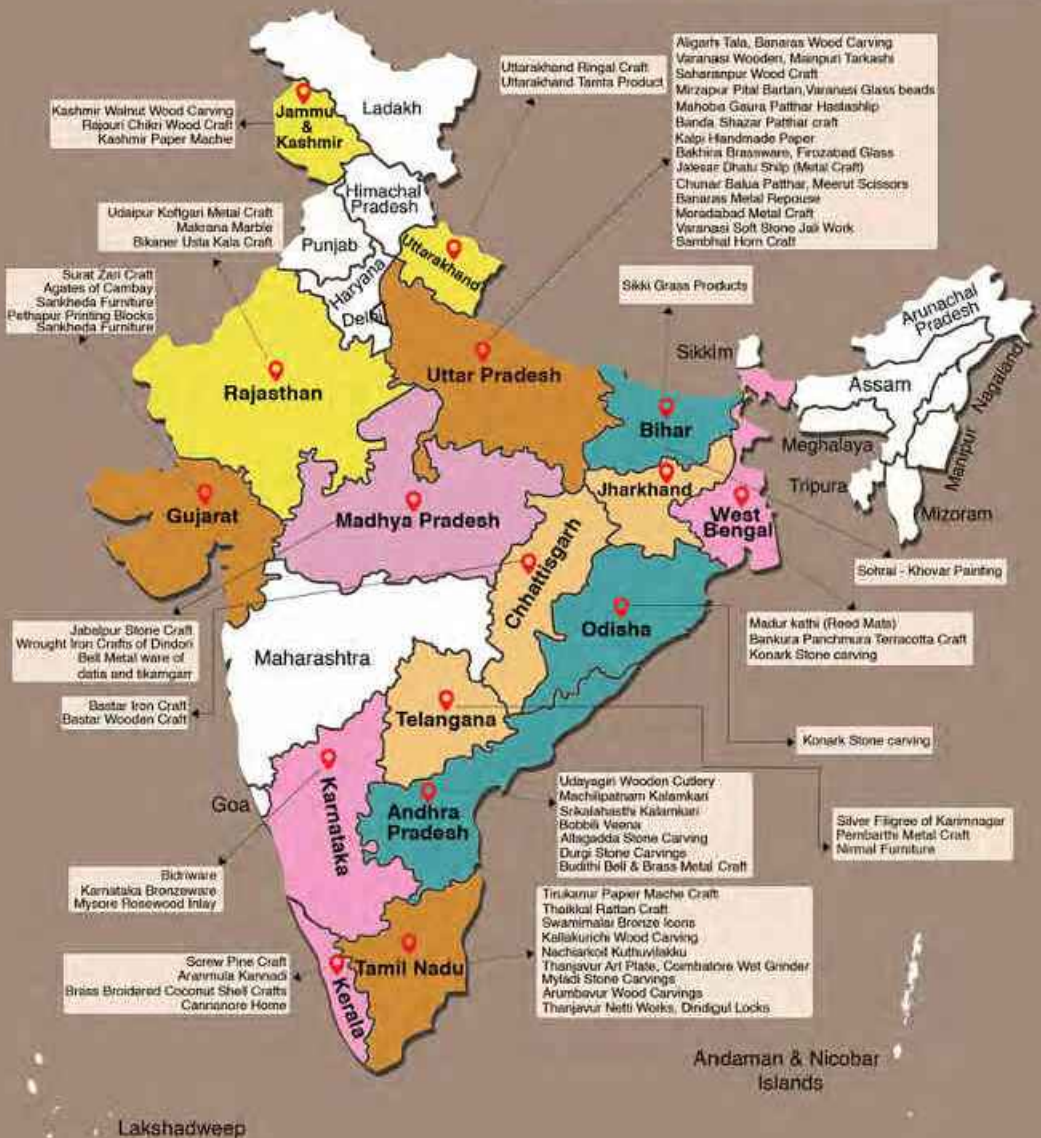 Ladakh
Jammu
&
Kashmir
Kashmir Walnut Wood Carving
Rajouri Chikri Wood Craft
Kashmir Paper Machie
Uttarakhand Ringal Craft
Uttarakhand Tamta Product
Aligarh Tala, Banaras Wood Carving
Varanasi Wooden, Mainpuri Tarkashi
Saharanpur Wood Craft
Mirzapur Pital Bartan,Varanasi Glass beads
Mahoba Gaura Patthar Hastashlip
Banda Shazar Patthar craft
Kalpi Handmade Paper
Bakhira Brassware, Firozabad Glass
Jalesar Dhatu Shilp (Metal Craft)
Chunar Balua Patthar, Meerut Scissors
Banaras Metal Repouse
Moradabad Metal Craft
Varanasi Soft Stone Jali Work
Sambhal Horn Craft
Himachal
Pradesh
Punjab
Uttarakhand
Haryana
Delhi
Udaipur Koftgari Metal Craft
Makrana Marble
Bikaner Usta Kala Craft
Surat Zari Craft
Agates of Cambay
Sankheda Furniture
Pethapur Printing Blocks
Sankheda Furniture
Sikki Grass Products
Arunachal
Pradesh
Sikkim
Assam
Nagalland
Meghalaya
Manipur
Tripura
Mizoram
Rajasthan
Uttar Pradesh
Bihar
Jharkhand
West
Bengal
Gujarat
Madhya Pradesh
Chhattisgarh
Odisha
Sohrai - Khovar Painting
Madur kathi (Reed Mats)
Bankura Panchmura Terracotta Craft
Konark Stone carving
Jabalpur Stone Craft
Wrought Iron Crafts of Dindori
Bell Metal ware of
datia and tikamgarr
Bastar Iron Craft
Bastar Wooden Craft
Maharashtra
Telangana
Konark Stone carving
Goa
Karnataka
Andhra
Pradesh
Udayagiri Wooden Cutlery
Machilipatnam Kalamkari
Srikalahasthi Kalamkari
Bobbili Veena
Allagadda Stone Carving
Durgi Stone Carvings
Budithi Bell & Brass Metal Craft
Silver Filigree of Karimnagar
Pembarthi Metal Craft
Nirmal Furniture
Bidriware
Karnataka Bronzeware
Mysore Rosewood Inlay
Tirukanur Papier Mache Craft
Thaikkal Rattan Craft
Swamimalai Bronze Icons
Kallakurichi Wood Carving
Nachiarkoil Kuthuvilakku
Thanjavur Art Plate, Coimbatore Wet Grinder
Myladi Stone Carvings
Arumbavur Wood Carvings
Thanjavur Netti Works, Dindigul Locks
Screw Pine Craft
Aranmula Kannadi
Brass Broidered Coconut Shell Crafts
Cannanore Home
Kerala
Tamil Nadu
Andaman & Nicobar
Islands
Lakshadweep